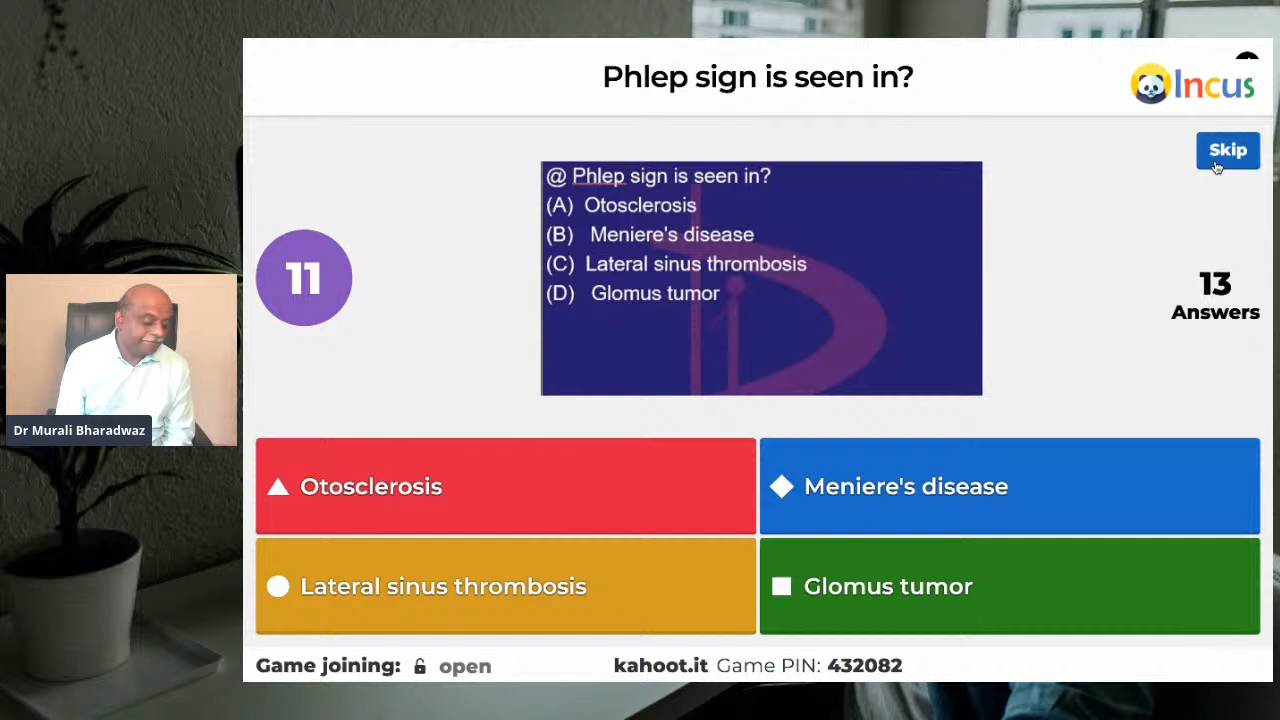 Phlep sign is seen in?
Incus
Skip
@ Phlep sign is seen in?
(A) Otosclerosis
(B) Meniere's disease
(C) Lateral sinus thrombosis
(D) Glomus tumor
11
13
Answers
Dr Murali Bharadwaz
Otosclerosis
Meniere's disease
Lateral sinus thrombosis
Glomus tumor
Game joining: open
kahoot.it Game PIN: 432082